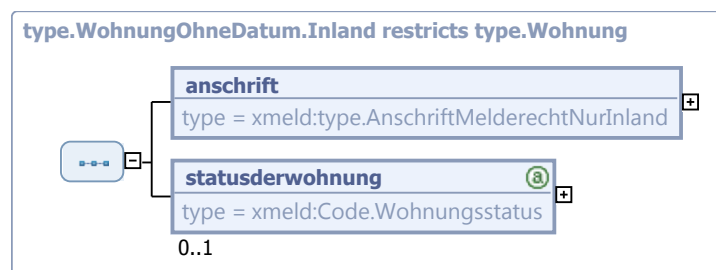 type.WohnungOhneDatum.Inland restricts type.Wohnung
anschrift
type = xmeld:type.AnschriftMelderechtNurInland
statusderwohnung a
type = xmeld:Code.Wohnungsstatus
0..1